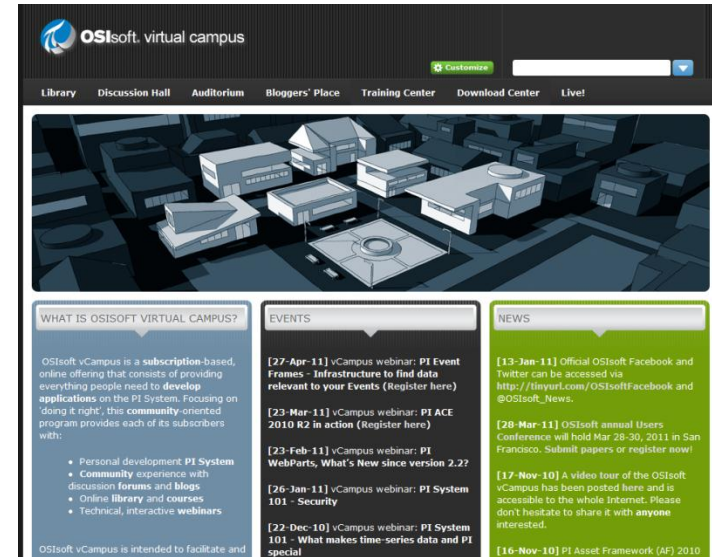 OSIsoft. virtual campus
Customize
Library Discussion Hall Auditorium Bloggers' Place Training Center Download Center Live!
WHAT IS OSISOFT VIRTUAL CAMPUS?
OSIsoft vCampus is a subscription-based,
online offering that consists of providing
everything people need to develop
applications on the PI System. Focusing on
'doing it right', this community-oriented
program provides each of its subscribers
with:
• Personal development PI System
• Community experience with
discussion forums and blogs
• Online library and courses
• Technical, interactive webinars
OSIsoft vCampus is intended to facilitate and
EVENTS
[27-Apr-11] vCampus webinar: PI Event
Frames - Infrastructure to find data
relevant to your Events (Register here)
[23-Mar-11] vCampus webinar: PI ACE
2010 R2 in action (Register here)
[23-Feb-11] vCampus webinar: PI
WebParts, What's New since version 2.2?
[26-Jan-11] vCampus webinar: PI System
101 - Security
[22-Dec-10] vCampus webinar: PI System
101 - What makes time-series data and PI
special
NEWS
[13-Jan-11] Official OSIsoft Facebook and
Twitter can be accessed via
http://tinyurl.com/OSIsoftFacebook and
@OSIsoft_News.
[28-Mar-11] OSIsoft annual Users
Conference will hold Mar 28-30, 2011 in San
Francisco. Submit papers or register now!
[17-Nov-10] A video tour of the OSIsoft
vCampus has been posted here and is
accessible to the whole Internet. Please
don't hesitate to share it with anyone
interested.
[16-Nov-10] PI Asset Framework (AF) 2010